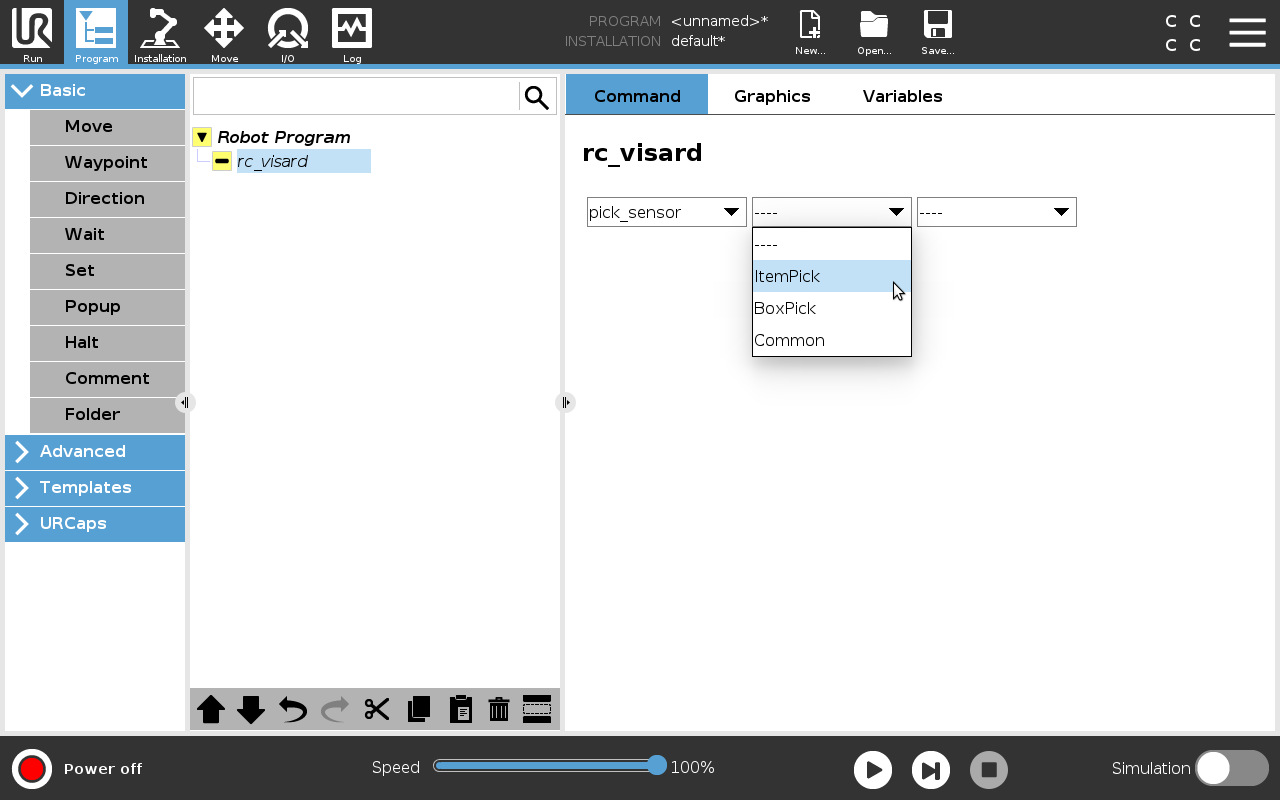 UR
PROGRAM <unnamed>*
INSTALLATION default*
Run Program Installation Move I/O Log New... Open... Save...
C C
C C
Basic
Move
Waypoint
Direction
Wait
Set
Popup
Halt
Comment
Folder
Advanced
Templates
URCaps
Robot Program
rc_visard
Command Graphics Variables
rc_visard
pick_sensor ---- ----
----
ItemPick
BoxPick
Common
Power off Speed 100% Simulation